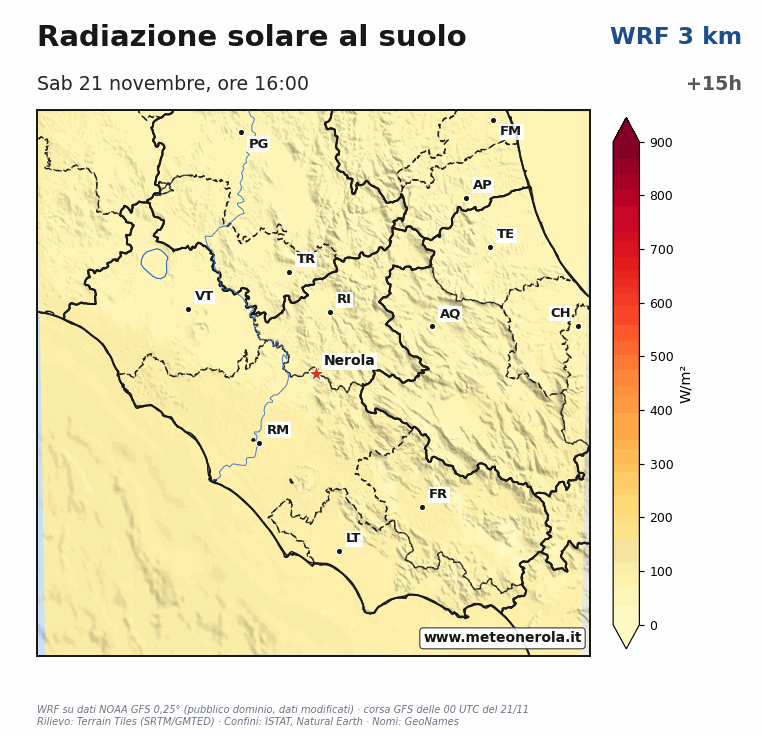 Radiazione solare al suolo
WRF 3 km
Sab 21 novembre, ore 16:00
+15h
FM
PG
AP
TE
TR
RI
VT
AQ
CH
Nerola
RM
FR
LT
www.meteonerola.it
900
800
700
600
500
400
300
200
100
0
W/m²
WRF su dati NOAA GFS 0,25° (pubblico dominio, dati modificati) · corsa GFS delle 00 UTC del 21/11
Rilievo: Terrain Tiles (SRTM/GMTED) · Confini: ISTAT, Natural Earth · Nomi: GeoNames